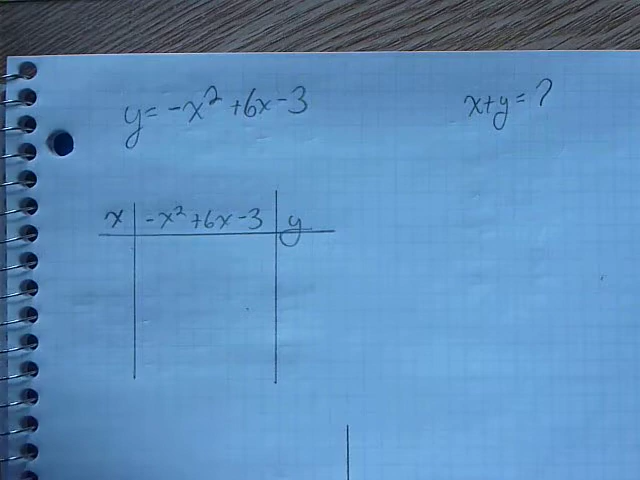 y = -x² + 6x - 3
x + y = ?
x | -x² + 6x - 3 | y